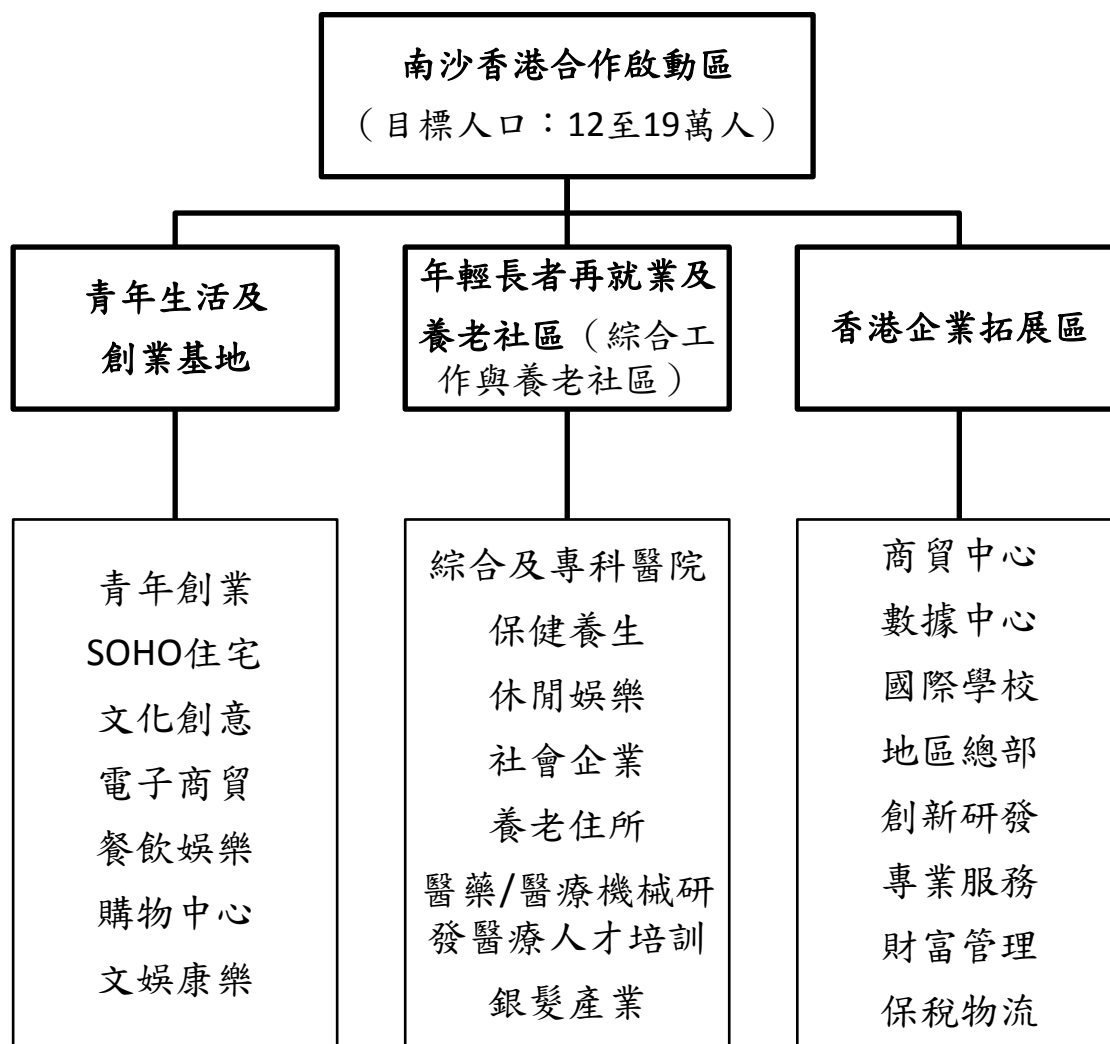 南沙香港合作啟動區
（目標人口：12至19萬人）
青年生活及
創業基地
年輕長者再就業及
養老社區（綜合工
作與養老社區）
香港企業拓展區
青年創業
SOHO住宅
文化創意
電子商貿
餐飲娛樂
購物中心
文娛康樂
綜合及專科醫院
保健養生
休閒娛樂
社會企業
養老住所
醫藥/醫療機械研
發醫療人才培訓
銀髮產業
商貿中心
數據中心
國際學校
地區總部
創新研發
專業服務
財富管理
保稅物流